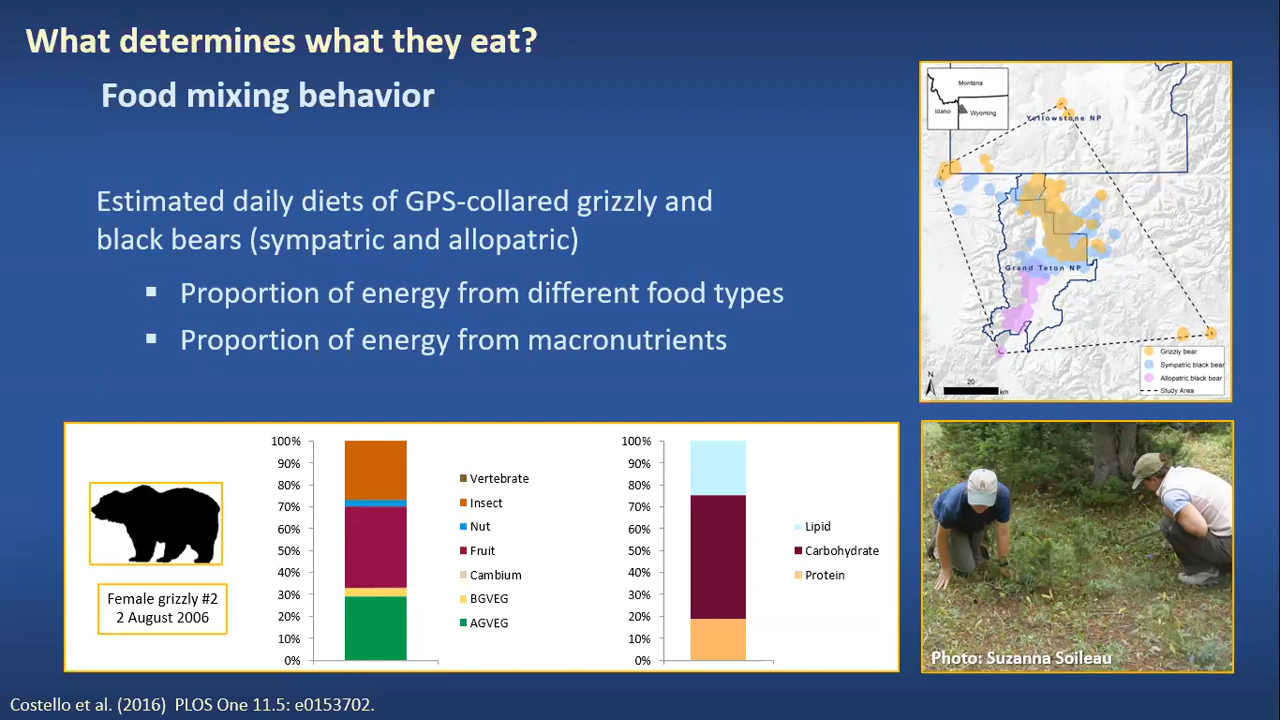 What determines what they eat?
Food mixing behavior
Estimated daily diets of GPS-collared grizzly and
black bears (sympatric and allopatric)
▪ Proportion of energy from different food types
▪ Proportion of energy from macronutrients
Montana
Idaho
Wyoming
Yellowstone NP
Grand Teton NP
N
20
km
Grizzly bear
Sympatric black bear
Allopatric black bear
Study Area
Female grizzly #2
2 August 2006
100%
90%
80%
70%
60%
50%
40%
30%
20%
10%
0%
Vertebrate
Insect
Nut
Fruit
Cambium
BGVEG
AGVEG
100%
90%
80%
70%
60%
50%
40%
30%
20%
10%
0%
Lipid
Carbohydrate
Protein
Photo: Suzanna Soileau
Costello et al. (2016) PLOS One 11.5: e0153702.